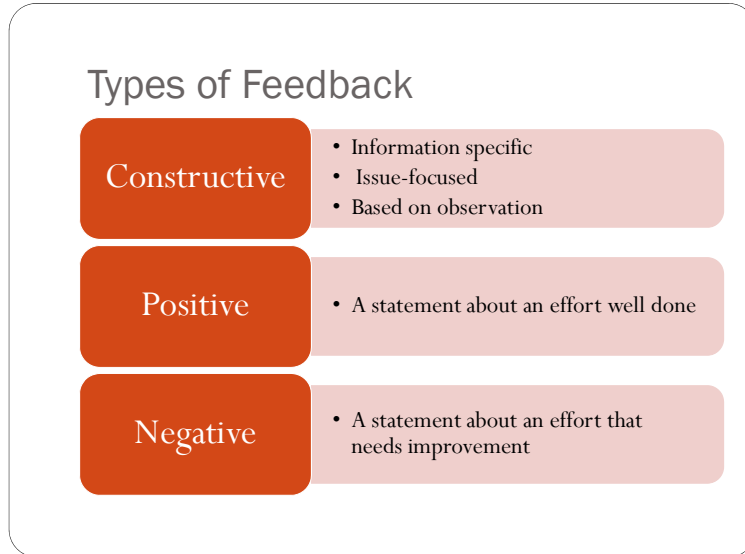 Types of Feedback
Constructive
• Information specific
• Issue-focused
• Based on observation
Positive
• A statement about an effort well done
Negative
• A statement about an effort that
needs improvement